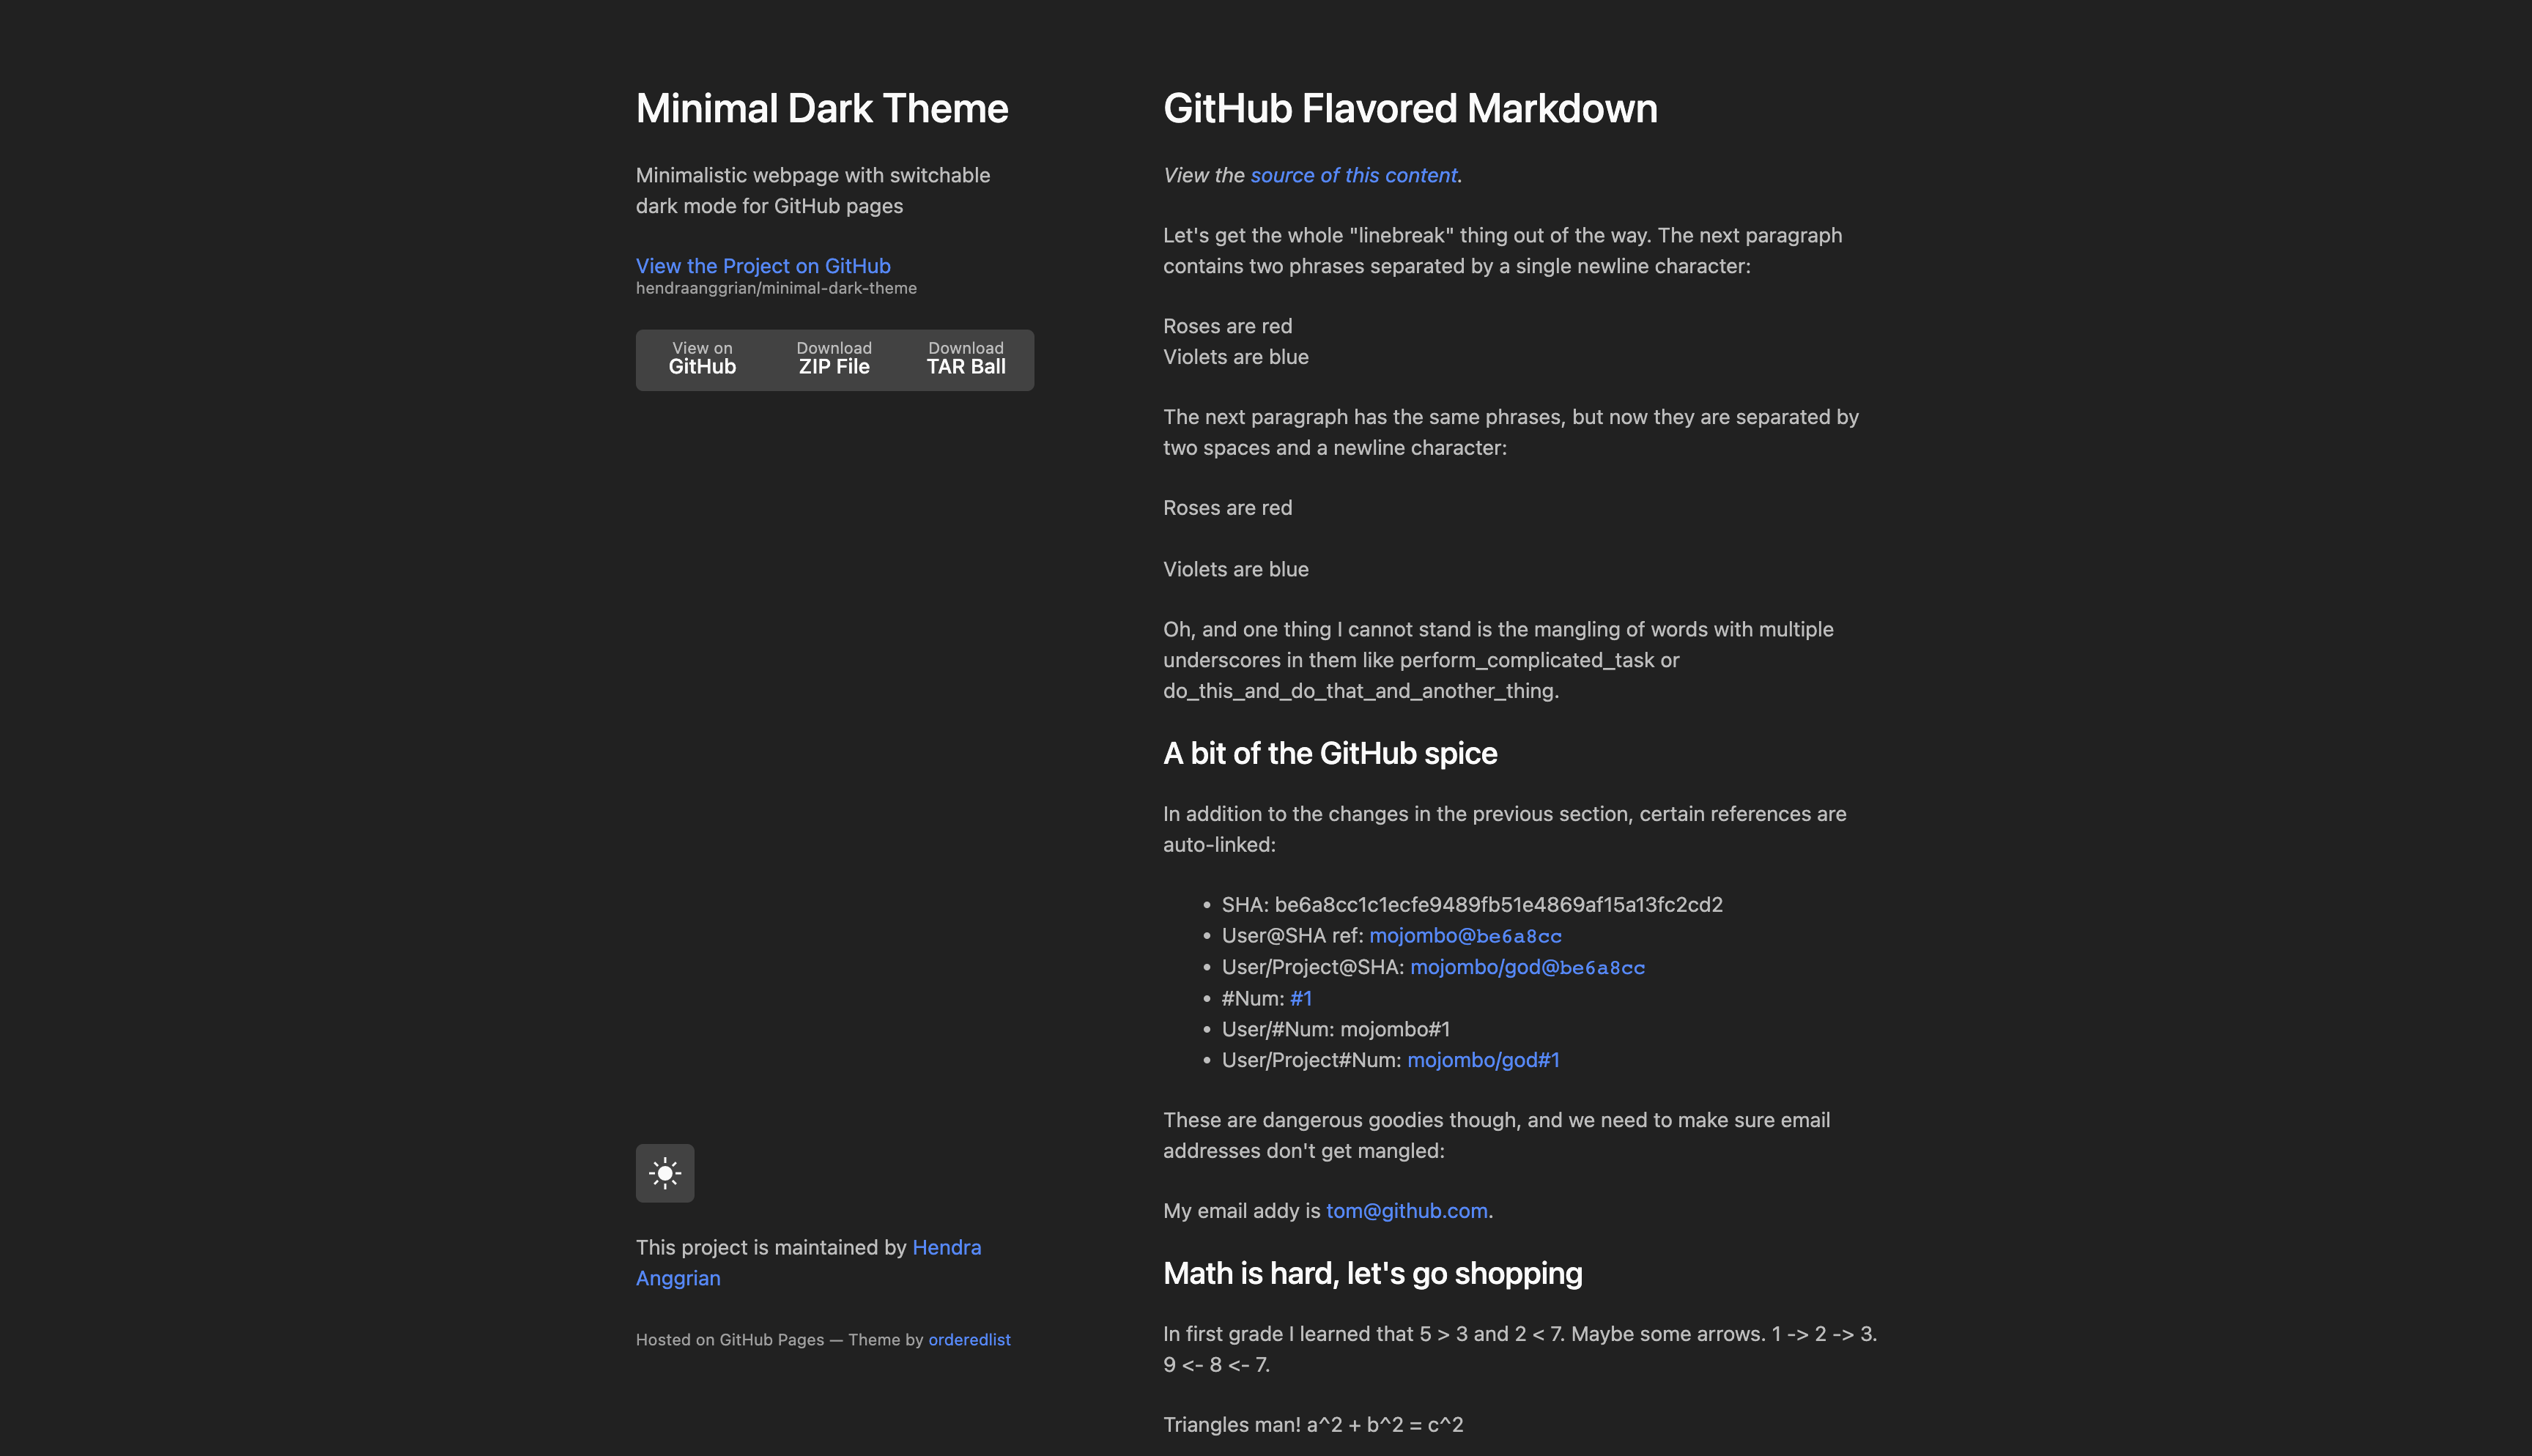 Minimal Dark Theme
Minimalistic webpage with switchable
dark mode for GitHub pages
View the Project on GitHub
hendraanggrian/minimal-dark-theme
View on
GitHub
Download
ZIP File
Download
TAR Ball
This project is maintained by Hendra
Anggrian
Hosted on GitHub Pages — Theme by orderedlist
GitHub Flavored Markdown
View the source of this content.
Let's get the whole "linebreak" thing out of the way. The next paragraph
contains two phrases separated by a single newline character:
Roses are red
Violets are blue
The next paragraph has the same phrases, but now they are separated by
two spaces and a newline character:
Roses are red
Violets are blue
Oh, and one thing I cannot stand is the mangling of words with multiple
underscores in them like perform_complicated_task or
do_this_and_do_that_and_another_thing.
A bit of the GitHub spice
In addition to the changes in the previous section, certain references are
auto-linked:
• SHA: be6a8cc1c1ecfe9489fb51e4869af15a13fc2cd2
• User@SHA ref: mojombo@be6a8cc
• User/Project@SHA: mojombo/god@be6a8cc
• #Num: #1
• User/#Num: mojombo#1
• User/Project#Num: mojombo/god#1
These are dangerous goodies though, and we need to make sure email
addresses don't get mangled:
My email addy is tom@github.com.
Math is hard, let's go shopping
In first grade I learned that 5 > 3 and 2 < 7. Maybe some arrows. 1 -> 2 -> 3.
9 <- 8 <- 7.
Triangles man! a^2 + b^2 = c^2